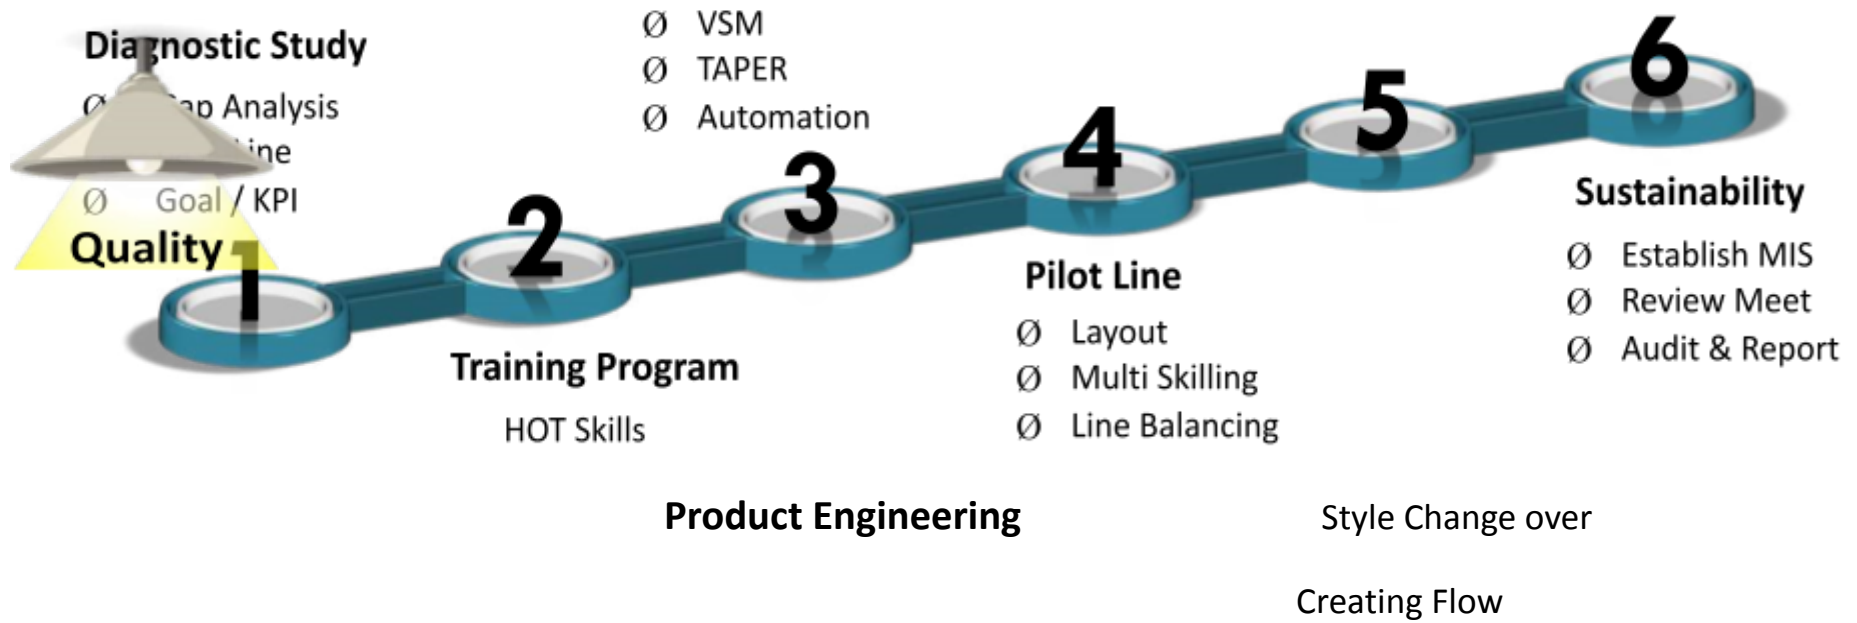 Diagnostic Study
Ø Gap Analysis
ine
Ø Goal / KPI
Quality
Ø VSM
Ø TAPER
Ø Automation
1
2
3
4
5
6
Training Program
HOT Skills
Pilot Line
Ø Layout
Ø Multi Skilling
Ø Line Balancing
Sustainability
Ø Establish MIS
Ø Review Meet
Ø Audit & Report
Product Engineering
Style Change over
Creating Flow